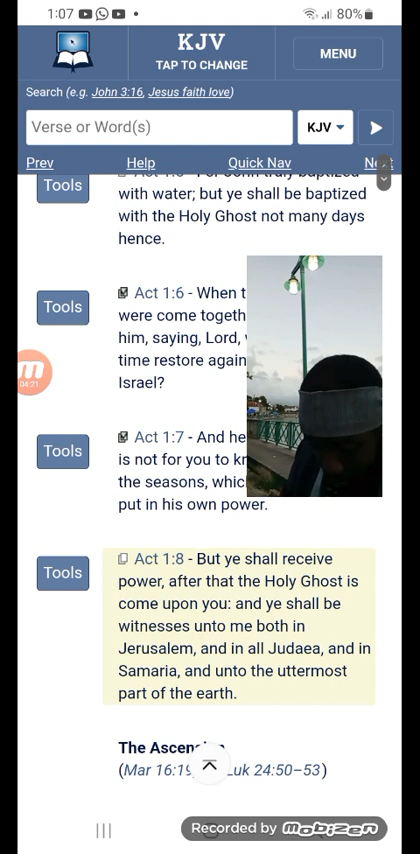 1:07
80%
KJV
TAP TO CHANGE
MENU
Search (e.g. John 3:16, Jesus faith love)
Verse or Word(s)
KJV
Prev Help Quick Nav
Tools
with water; but ye shall be baptized
with the Holy Ghost not many days
hence.
Tools
Act 1:6 - When
were come
him, saying, Lord,
time restore
Israel?
04:21
Tools
Act 1:7 - And he
is not for you to
the seasons,
put in his own power.
Tools
Act 1:8 - But ye shall receive
power, after that the Holy Ghost is
come upon you: and ye shall be
witnesses unto me both in
Jerusalem, and in all Judaea, and in
Samaria, and unto the uttermost
part of the earth.
The
(Mar 16:19 Luk 24:50–53)
Recorded by mobizen